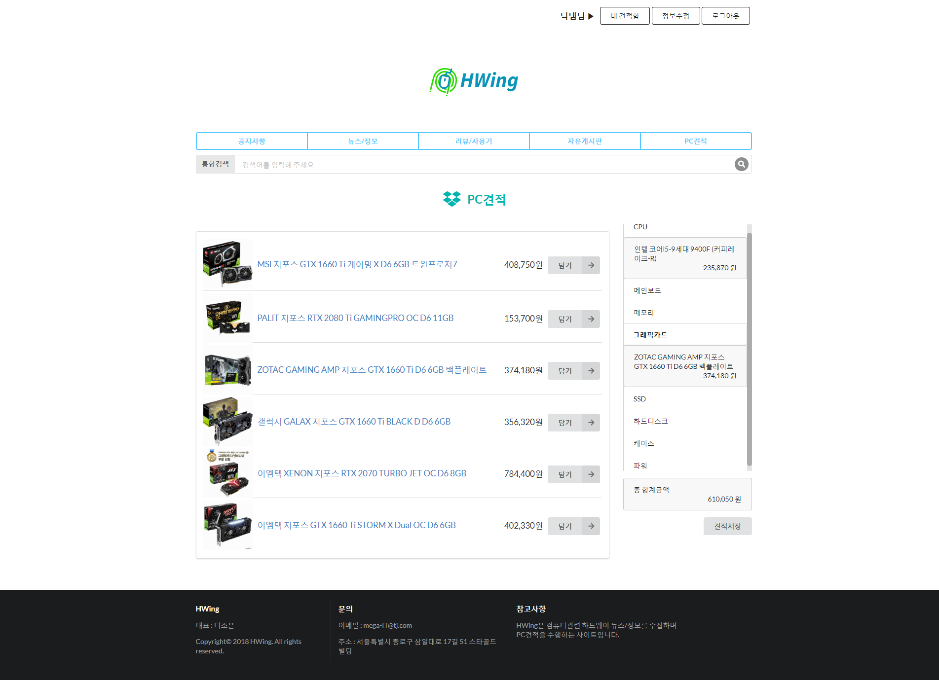 닉넴님 ▶ 내 견적함 정보수정 로그아웃
HWing
공지사항 뉴스/정보 리뷰/사용기 자유게시판 PC견적
통합검색 검색어를 입력해 주세요
PC견적
MSI 지포스 GTX 1660 Ti 게이밍 X D6 6GB 트윈프로져7 408,750원 담기
PALIT 지포스 RTX 2080 Ti GAMINGPRO OC D6 11GB 153,700원 담기
ZOTAC GAMING AMP 지포스 GTX 1660 Ti D6 6GB 백플레이트 374,180원 담기
갤럭시 GALAX 지포스 GTX 1660 Ti BLACK D D6 6GB 356,320원 담기
이엠텍 XENON 지포스 RTX 2070 TURBO JET OC D6 8GB 784,400원 담기
이엠텍 지포스 GTX 1660 Ti STORM X Dual OC D6 6GB 402,330원 담기
CPU
인텔 코어i5-9세대 9400F (커피레
이크-R)
235,870 원
메인보드
메모리
그래픽카드
ZOTAC GAMING AMP 지포스
GTX 1660 Ti D6 6GB 백플레이트
374,180 원
SSD
하드디스크
케이스
파워
총 합계금액
610,050 원
견적저장
HWing
대표 :
Copyright© 2018 HWing. All rights
reserved.
문의
이메일 :
주소 : 서울특별시 종로구 삼일대로 17길 51 스타골드
빌딩
참고사항
HWing은 컴퓨터관련 하드웨어 뉴스/정보를 수집하며
PC견적을 수행하는 사이트입니다.